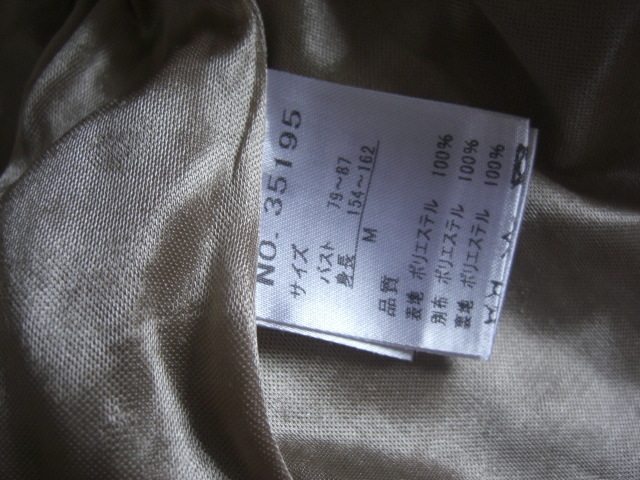 NO. 35195
サイズ
バスト 79～87
身長 154～162
M
品質
表地 ポリエステル 100%
別布 ポリエステル 100%
裏地 ポリエステル 100%